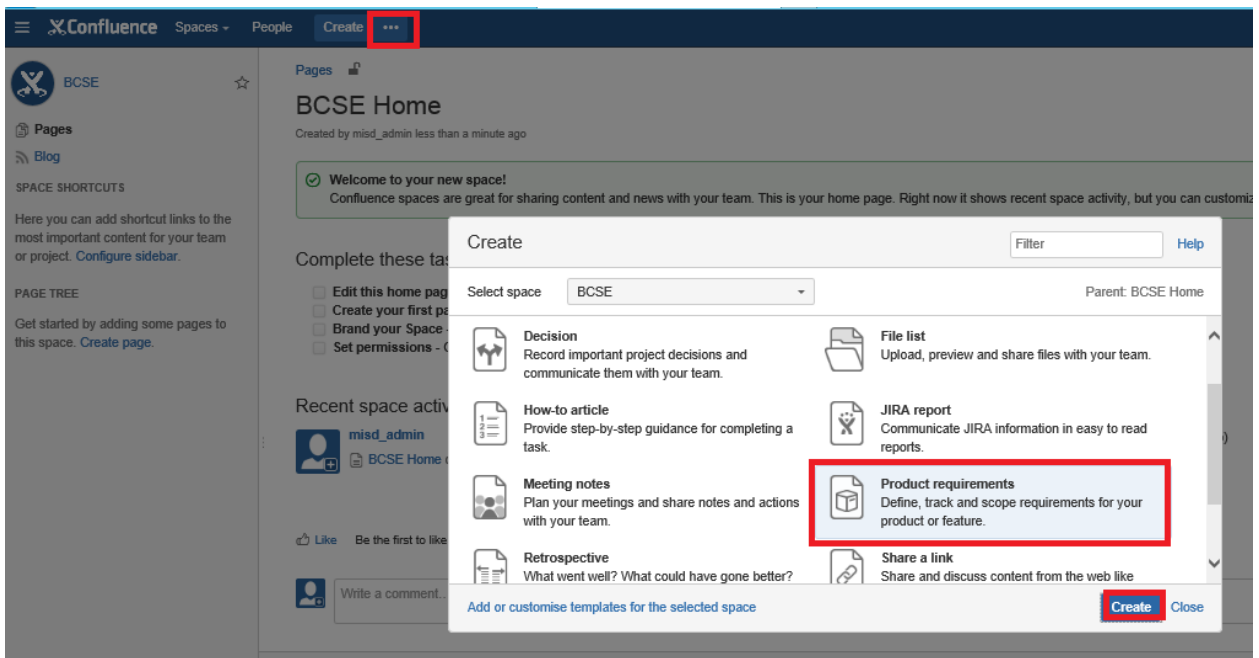 Confluence Spaces People Create •••
BCSE
Pages
Blog
SPACE SHORTCUTS
Here you can add shortcut links to the
most important content for your team
or project. Configure sidebar.
PAGE TREE
Get started by adding some pages to
this space. Create page.
Pages
BCSE Home
Created by misd_admin less than a minute ago
Welcome to your new space!
Confluence spaces are great for sharing content and news with your team. This is your home page. Right now it shows recent space activity, but you can
Complete these
Edit this home
Create your first
Brand your Space -
Set permissions -
Recent space
misd_admin
BCSE Home
Like Be the first to like
Write a comment..
Create
Filter Help
Select space BCSE Parent: BCSE Home
Decision
Record important project decisions and
communicate them with your team.
File list
Upload, preview and share files with your team.
How-to article
Provide step-by-step guidance for completing a
task.
JIRA report
Communicate JIRA information in easy to read
reports.
Meeting notes
Plan your meetings and share notes and actions
with your team.
Product requirements
Define, track and scope requirements for your
product or feature.
Retrospective
What went well? What could have gone better?
Share a link
Share and discuss content from the web like
Add or customise templates for the selected space
Create Close